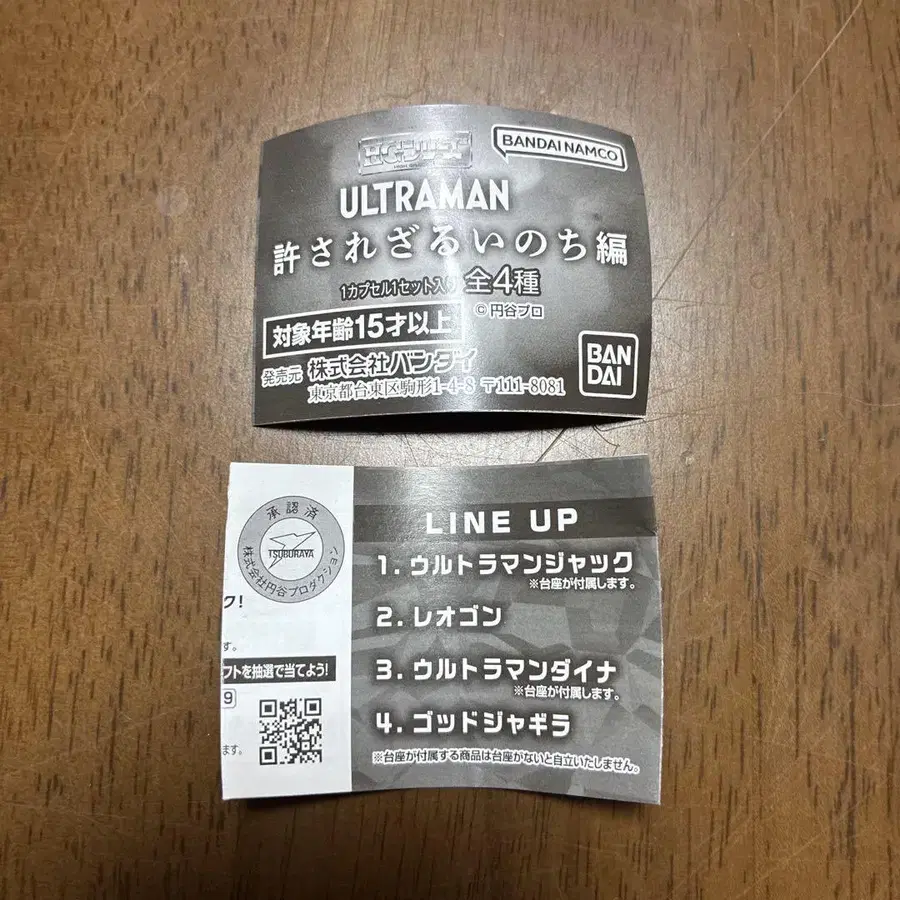 BANDAI NAMCO
ULTRAMAN
許されざるいのち編
1カプセル1セット入り 全4種
©円谷プロ
対象年齢15才以上
発売元 株式会社バンダイ
東京都台東区駒形1-4-8 〒111-8081
BAN
DAI
承認済
TSUBURAYA
株式会社円谷プロダクション
ク!
す。
フトを抽選で当てよう!
9
ます。
LINE UP
1. ウルトラマンジャック
※台座が付属します。
2. レオゴン
3. ウルトラマンダイナ
※台座が付属します。
4. ゴッドジャギラ
※台座が付属する商品は台座がないと自立いたしません。